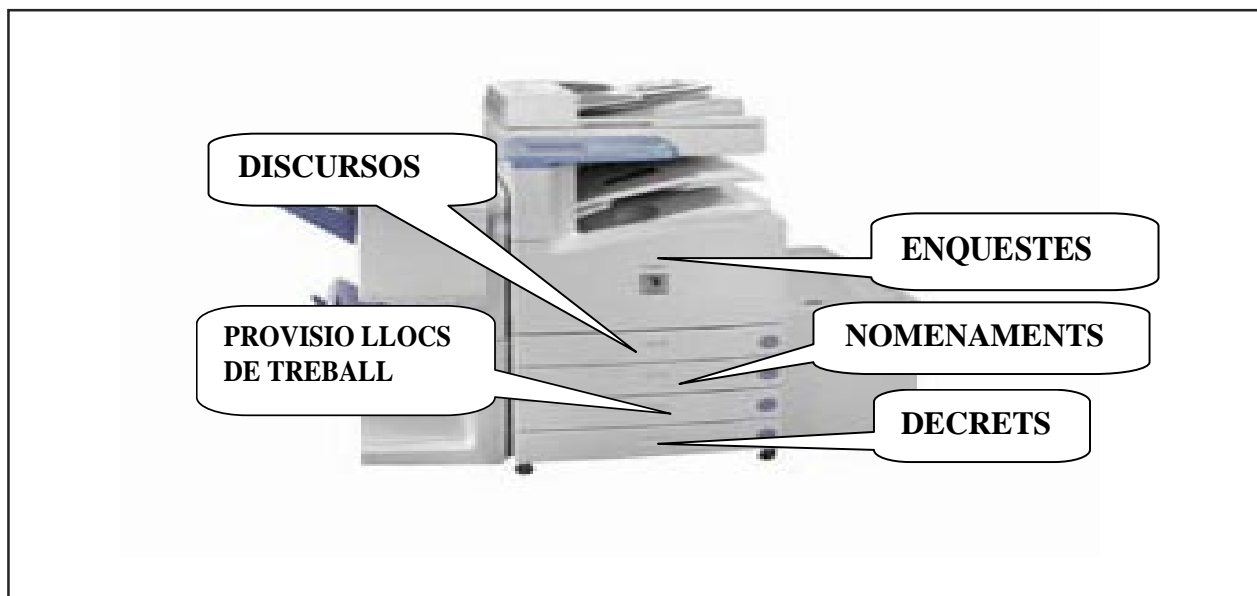 DISCURSOS
ENQUESTES
PROVISIO LLOCS
DE TREBALL
NOMENAMENTS
DECRETS